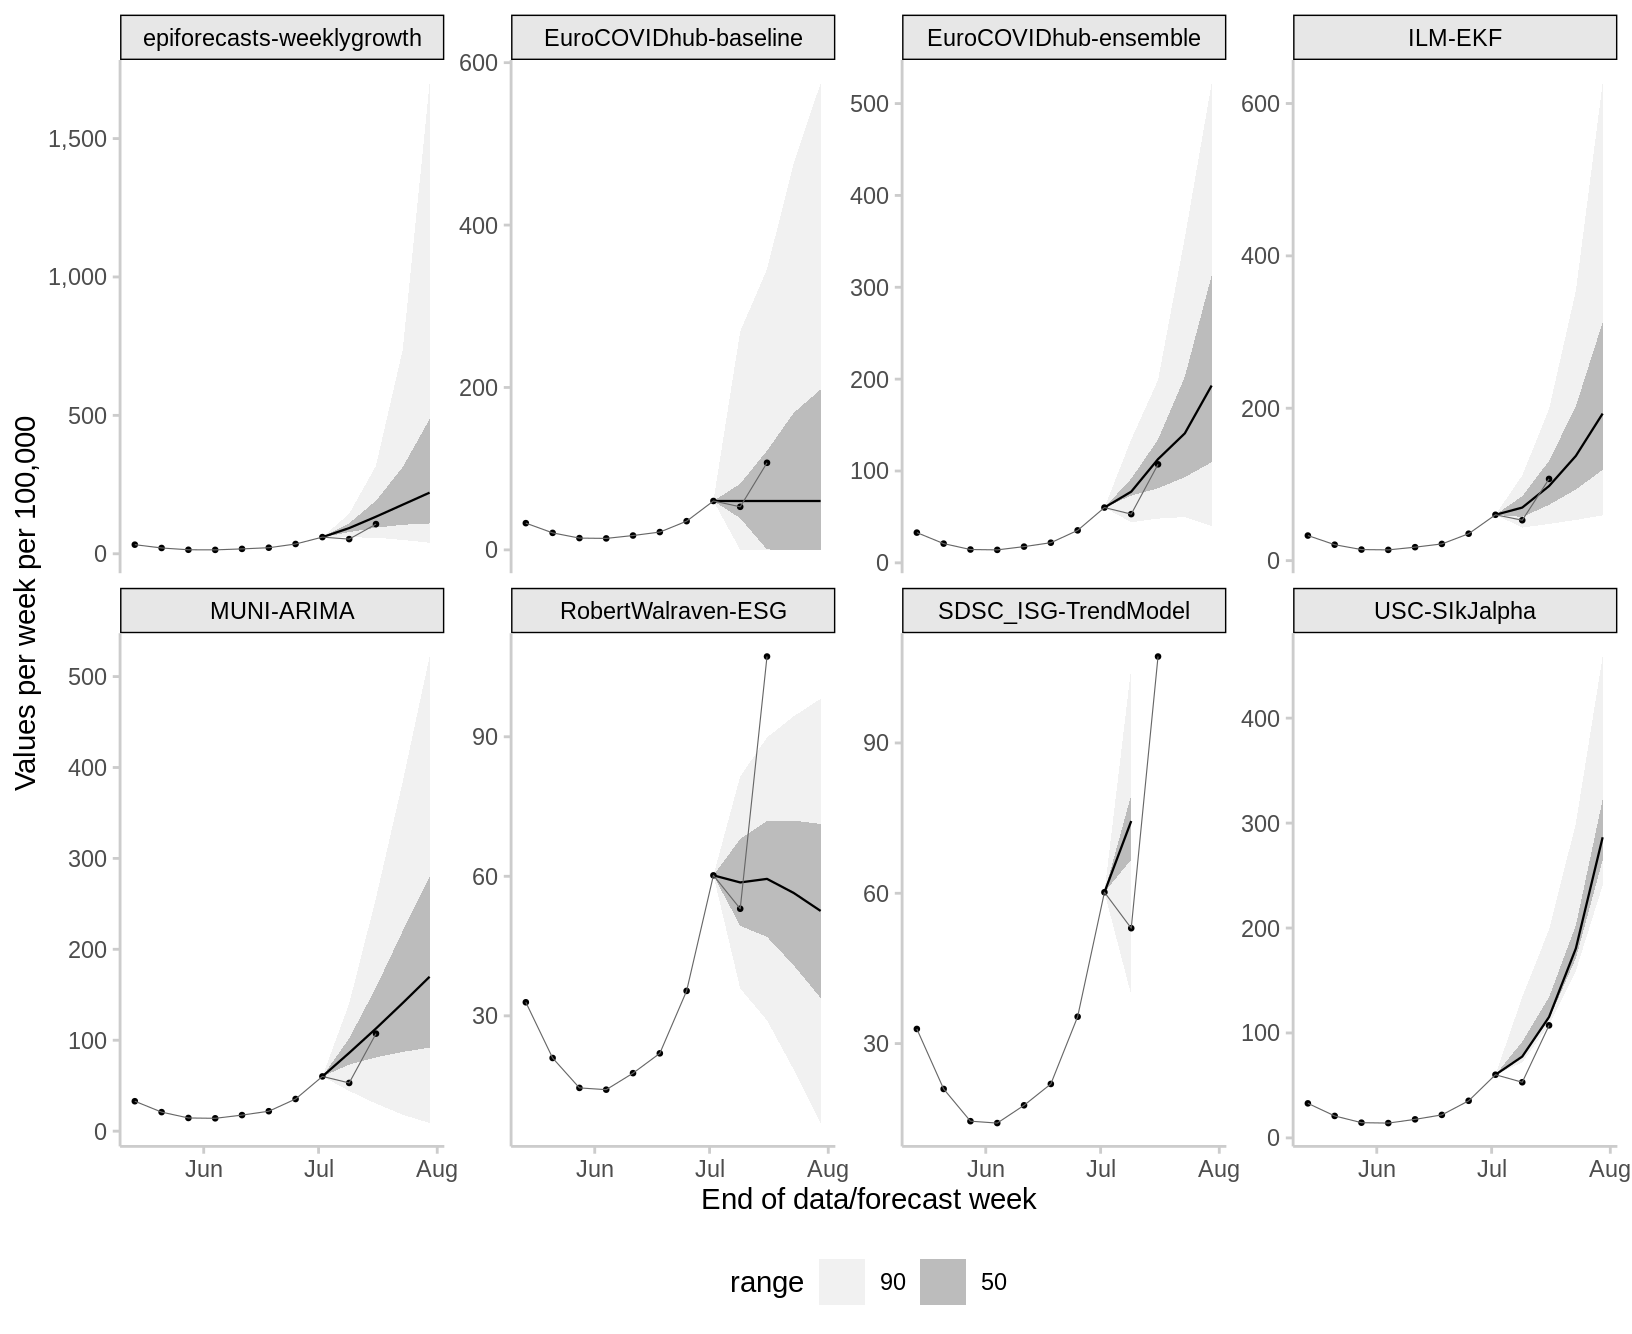 epiforecasts-weeklygrowth
EuroCOVIDhub-baseline
EuroCOVIDhub-ensemble
ILM-EKF
1,500
1,000
500
0
600
400
200
0
500
400
300
200
100
0
600
400
200
0
Values per week per 100,000
MUNI-ARIMA
RobertWalraven-ESG
SDSC_ISG-TrendModel
USC-SIkJalpha
500
400
300
200
100
0
90
60
30
90
60
30
400
300
200
100
0
Jun Jul Aug
Jun Jul Aug
Jun Jul Aug
Jun Jul Aug
End of data/forecast week
range 90 50